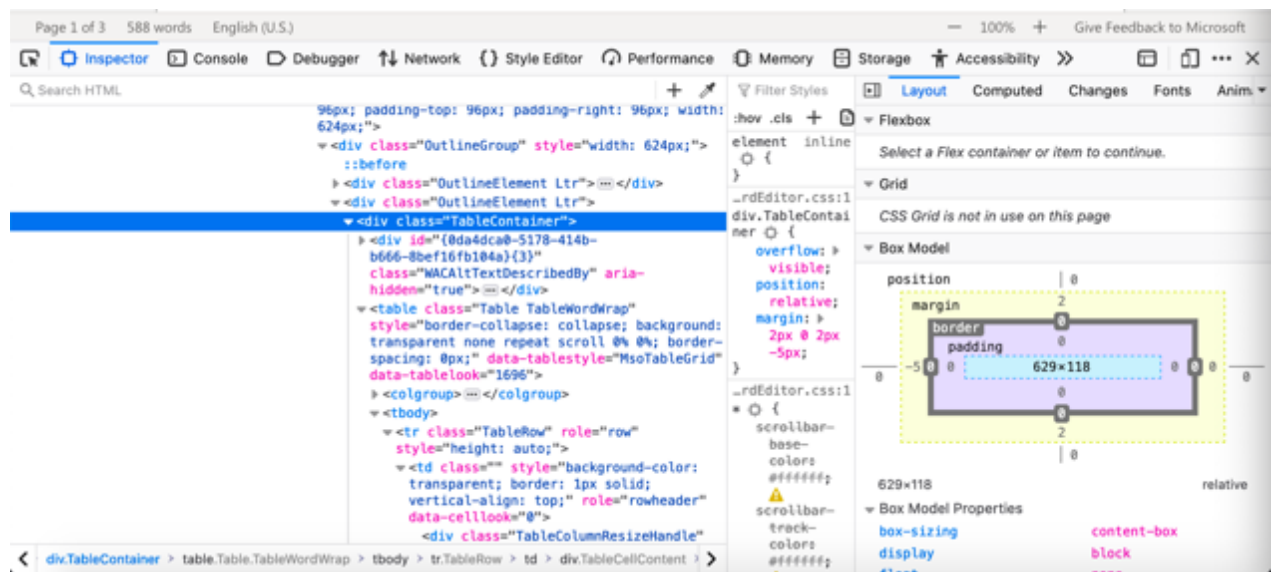 Page 1 of 3 588 words English (U.S.) — 100% + Give Feedback to Microsoft
Inspector Console Debugger Network {} Style Editor Performance Memory Storage Accessibility
Search HTML
96px; padding-top: 96px; padding-right: 96px; width:
624px;">
<div class="OutlineGroup" style="width: 624px;">
::before
<div class="OutlineElement Ltr"></div>
<div class="OutlineElement Ltr">
<div class="TableContainer">
<div id="{0da4dca0-5178-414b-
b666-8bef16fb104a}{3}"
class="WACAltTextDescribedBy" aria-
hidden="true"></div>
<table class="Table TableWordWrap"
style="border-collapse: collapse; background:
transparent none repeat scroll 0% 0%; border-
spacing: 0px;" data-tablestyle="MsoTableGrid"
data-tablelook="1696">
<colgroup></colgroup>
<tbody>
<tr class="TableRow" role="row"
style="height: auto;">
<td class="" style="background-color:
transparent; border: 1px solid;
vertical-align: top;" role="rowheader"
data-celllook="0">
<div class="TableColumnResizeHandle"
div.TableContainer > table.Table.TableWordWrap > tbody > tr.TableRow > td > div.TableCellContent >
Filter Styles
:hov .cls +
element inline
{
}
…rdEditor.css:1
div.TableContai
ner {
overflow:
visible;
position:
relative;
margin:
2px 0 2px
-5px;
}
…rdEditor.css:1
* {
scrollbar-
base-
color:
#ffffff;
scrollbar-
track-
color:
#ffffff;
Layout Computed Changes Fonts Anim
Flexbox
Select a Flex container or item to continue.
Grid
CSS Grid is not in use on this page
Box Model
position 0
margin 2
border 0
padding 0
0 -5 0 0 629×118 0 0 0 0
0
0
2
0
629×118 relative
Box Model Properties
box-sizing content-box
display block